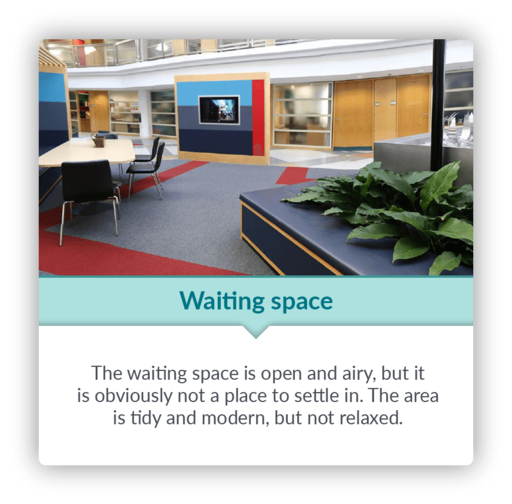 Waiting space
The waiting space is open and airy, but it
is obviously not a place to settle in. The area
is tidy and modern, but not relaxed.